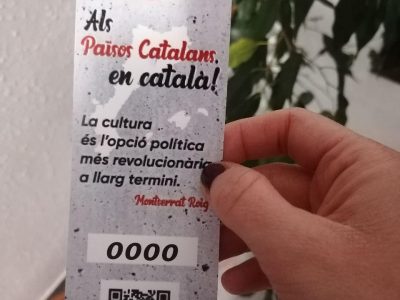 Als
Països Catalans,
en català!
La cultura
és l'opció política
més revolucionària
a llarg termini.
Montserrat Roig
0000